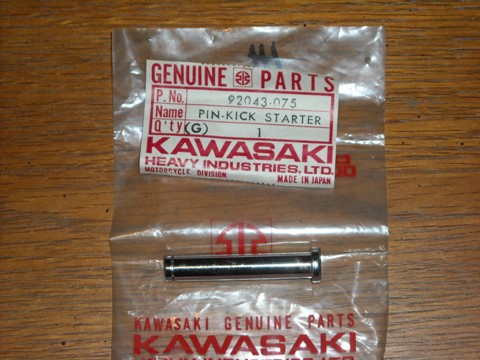 GENUINE PARTS
P.No. 92043-075
Name PIN-KICK STARTER
Q'ty (G) 1
KAWASAKI
HEAVY INDUSTRIES, LTD.
MOTORCYCLE DIVISION MADE IN JAPAN
KAWASAKI GENUINE PARTS
KAWASAKI